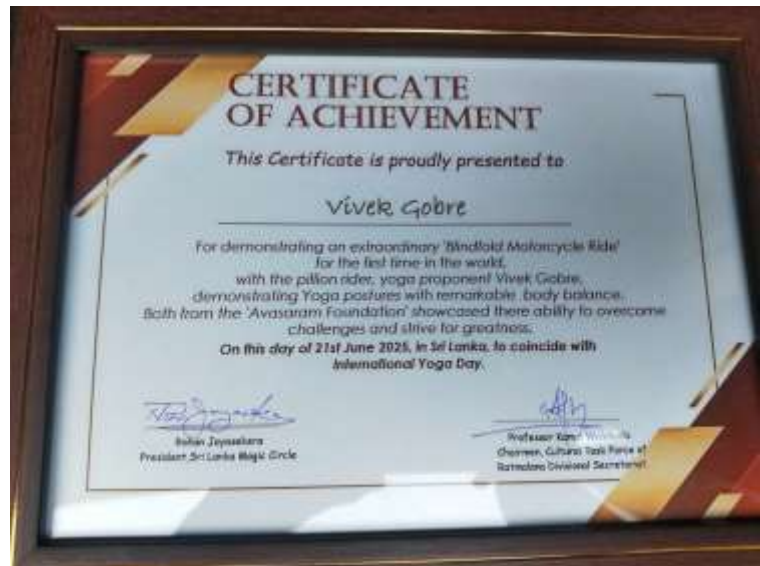 CERTIFICATE
OF ACHIEVEMENT
This Certificate is proudly presented to
Vivek Gobre
For demonstrating an extraordinary 'Blindfold Motorcycle Ride'
for the first time in the world,
with the pillion rider, yoga proponent Vivek Gobre,
demonstrating Yoga postures with remarkable body balance.
Both from the 'Avasaram Foundation' showcased there ability to overcome
challenges and strive for greatness.
On this day of 21st June 2025, in Sri Lanka, to coincide with
International Yoga Day.
Rohan Jayasekara
President Sri Lanka Magic Circle
Professor
Chairman, Cultural Task Force of
Ratmalana Divisional Secretariat